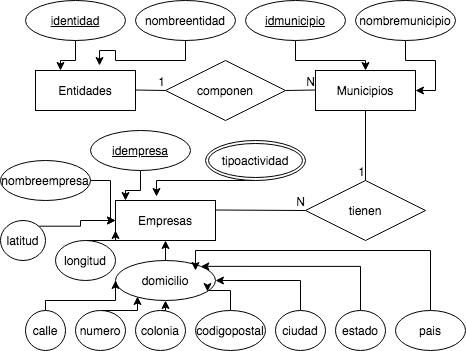 identidad
nombreentidad
idmunicipio
nombremunicipio
Entidades
1
componen
N
Municipios
idempresa
tipoactividad
nombreempresa
1
Empresas
N
tienen
latitud
longitud
domicilio
calle
numero
colonia
codigopostal
ciudad
estado
pais